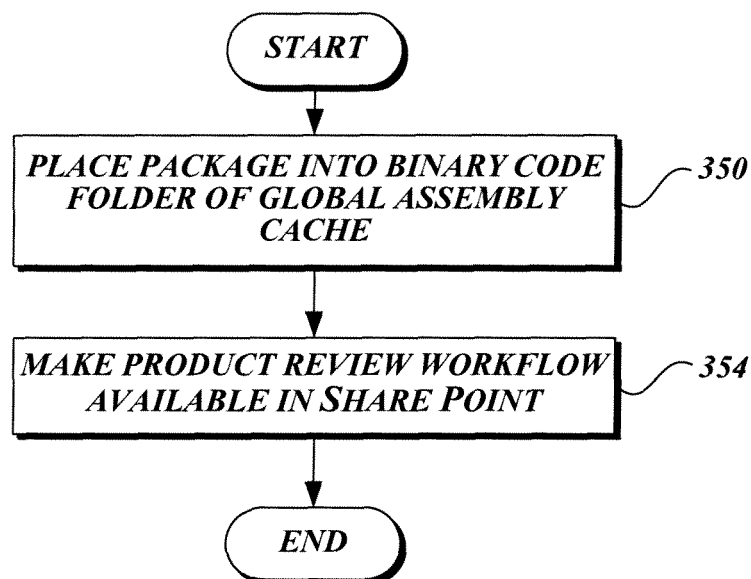 START
PLACE PACKAGE INTO BINARY CODE
FOLDER OF GLOBAL ASSEMBLY
CACHE
350
MAKE PRODUCT REVIEW WORKFLOW
AVAILABLE IN SHARE POINT
354
END